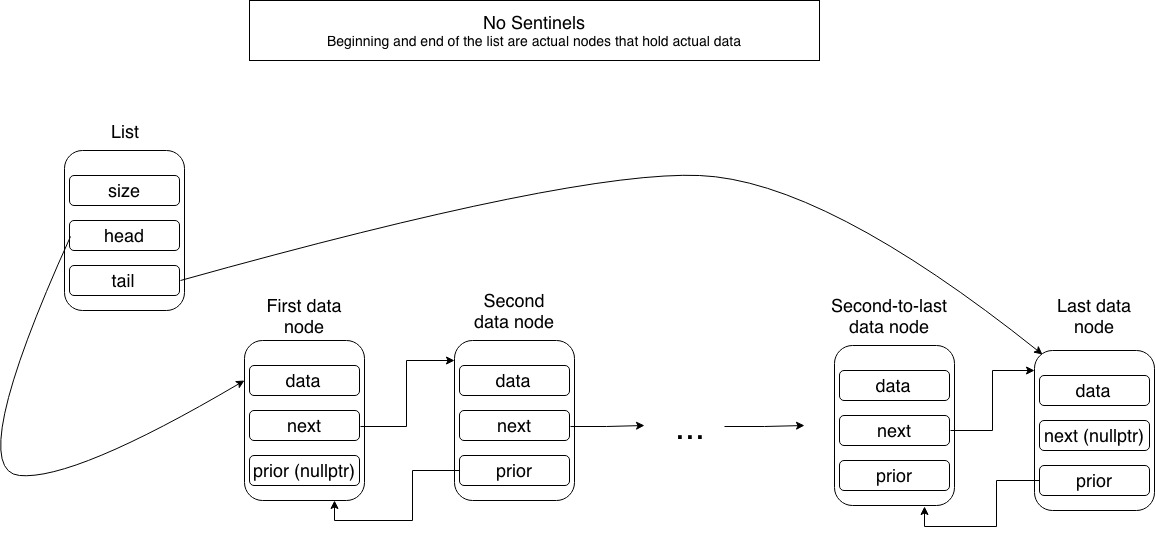 No Sentinels
Beginning and end of the list are actual nodes that hold actual data
List
size
head
tail
First data
node
data
next
prior (nullptr)
Second
data node
data
next
prior
...
Second-to-last
data node
data
next
prior
Last data
node
data
next (nullptr)
prior